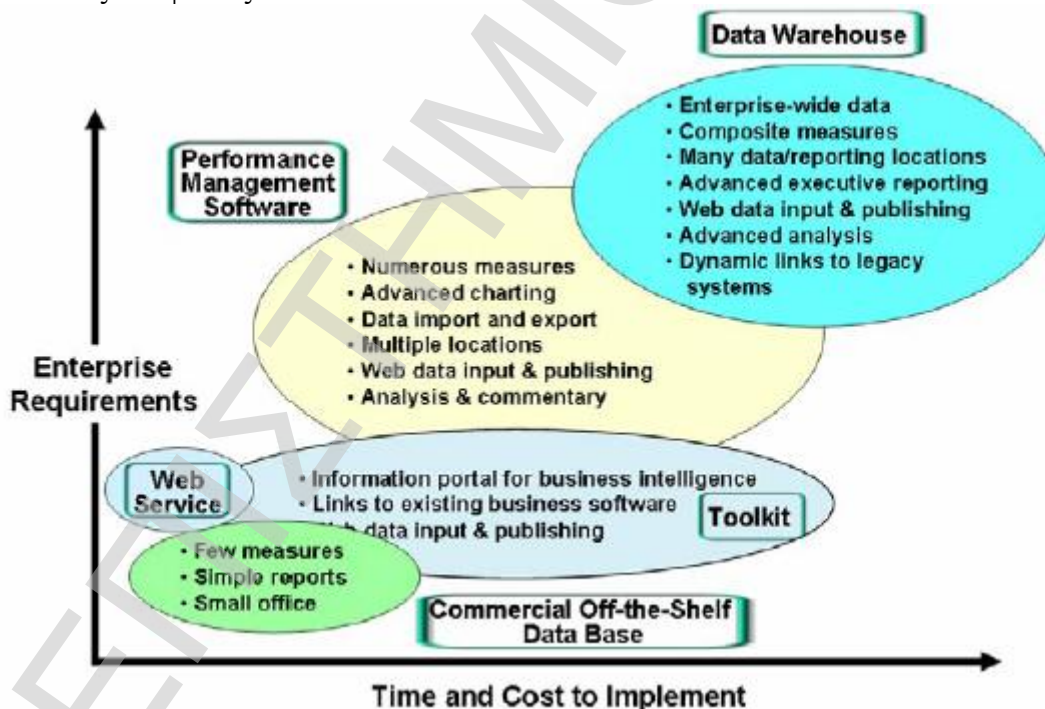 Data Warehouse
• Enterprise-wide data
• Composite measures
• Many data/reporting locations
• Advanced executive reporting
• Web data input & publishing
• Advanced analysis
• Dynamic links to legacy
systems
Performance
Management
Software
• Numerous measures
• Advanced charting
• Data import and export
• Multiple locations
• Web data input & publishing
• Analysis & commentary
Enterprise
Requirements
Web
Service
• Information portal for business intelligence
• Links to existing business software
data input & publishing
Toolkit
• Few measures
• Simple reports
• Small office
Commercial Off-the-Shelf
Data Base
Time and Cost to Implement